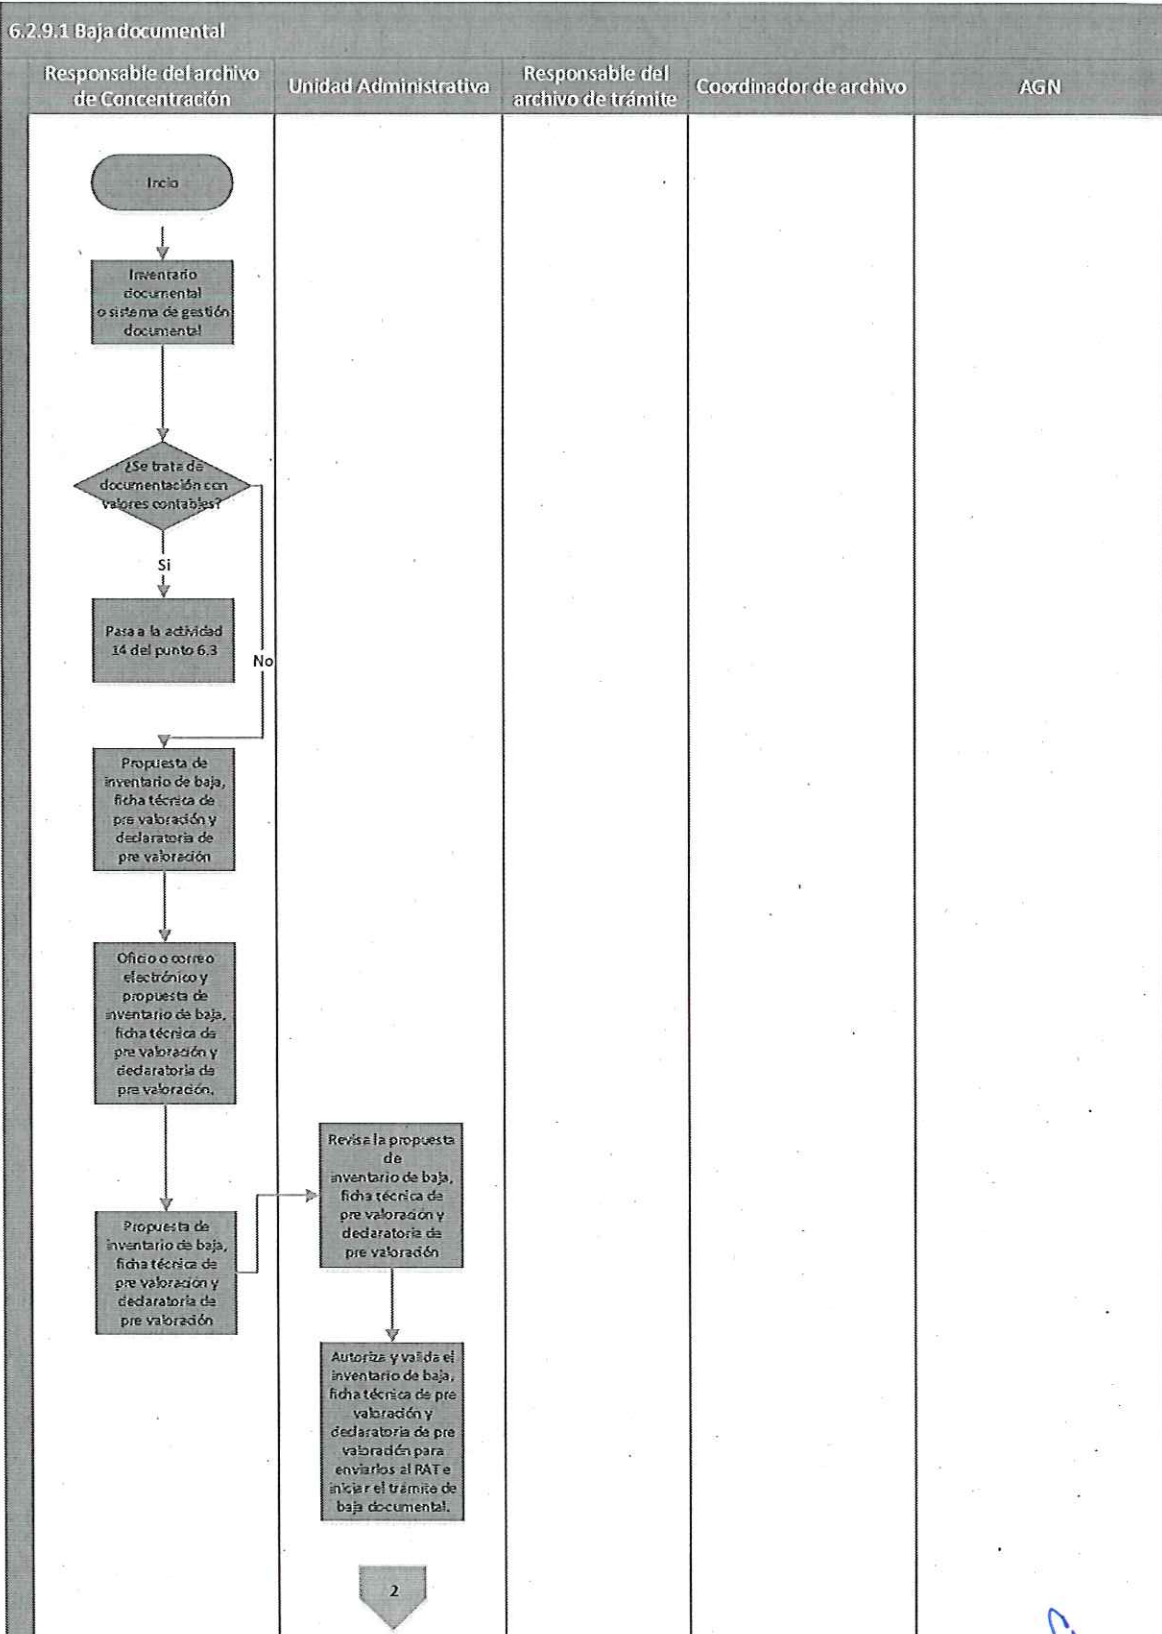 6.2.9.1 Baja documental
Responsable del archivo
de Concentración
Unidad Administrativa
Responsable del
archivo de trámite
Coordinador de archivo
AGN
Incio
Inventario
documental
o sistema de gestión
documental
¿Se trata de
documentación con
valores contables?
Si
Pasa a la actividad
14 del punto 6.3
No
Propuesta de
inventario de baja,
ficha técnica de
pre valoración y
declaratoria de
pre valoración
Oficio o correo
electrónico y
propuesta de
inventario de baja,
ficha técnica de
pre valoración y
declaratoria de
pre valoración.
Propuesta de
inventario de baja,
ficha técnica de
pre valoración y
declaratoria de
pre valoración
Revisa la propuesta
de
inventario de baja,
ficha técnica de
pre valoración y
declaratoria de
pre valoración
Autoriza y valida el
inventario de baja,
ficha técnica de pre
valoración y
declaratoria de pre
valoración para
enviarlos al RAT e
iniciar el trámite de
baja documental.
2